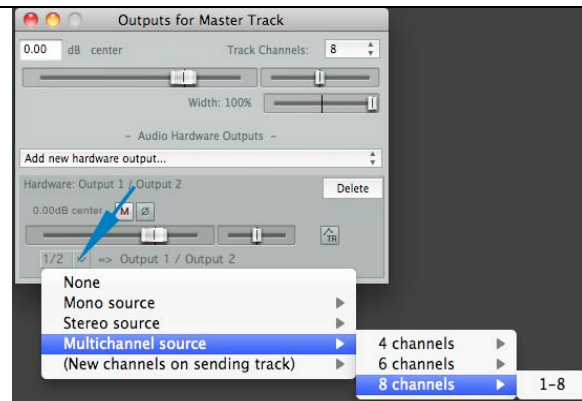 Outputs for Master Track
0.00 dB center Track Channels: 8
Width: 100%
- Audio Hardware Outputs -
Add new hardware output...
Hardware: Output 1 / Output 2 Delete
0.00dB center M Ø
TR
1/2 => Output 1 / Output 2
None
Mono source
Stereo source
Multichannel source 4 channels
(New channels on sending track) 6 channels
8 channels 1-8